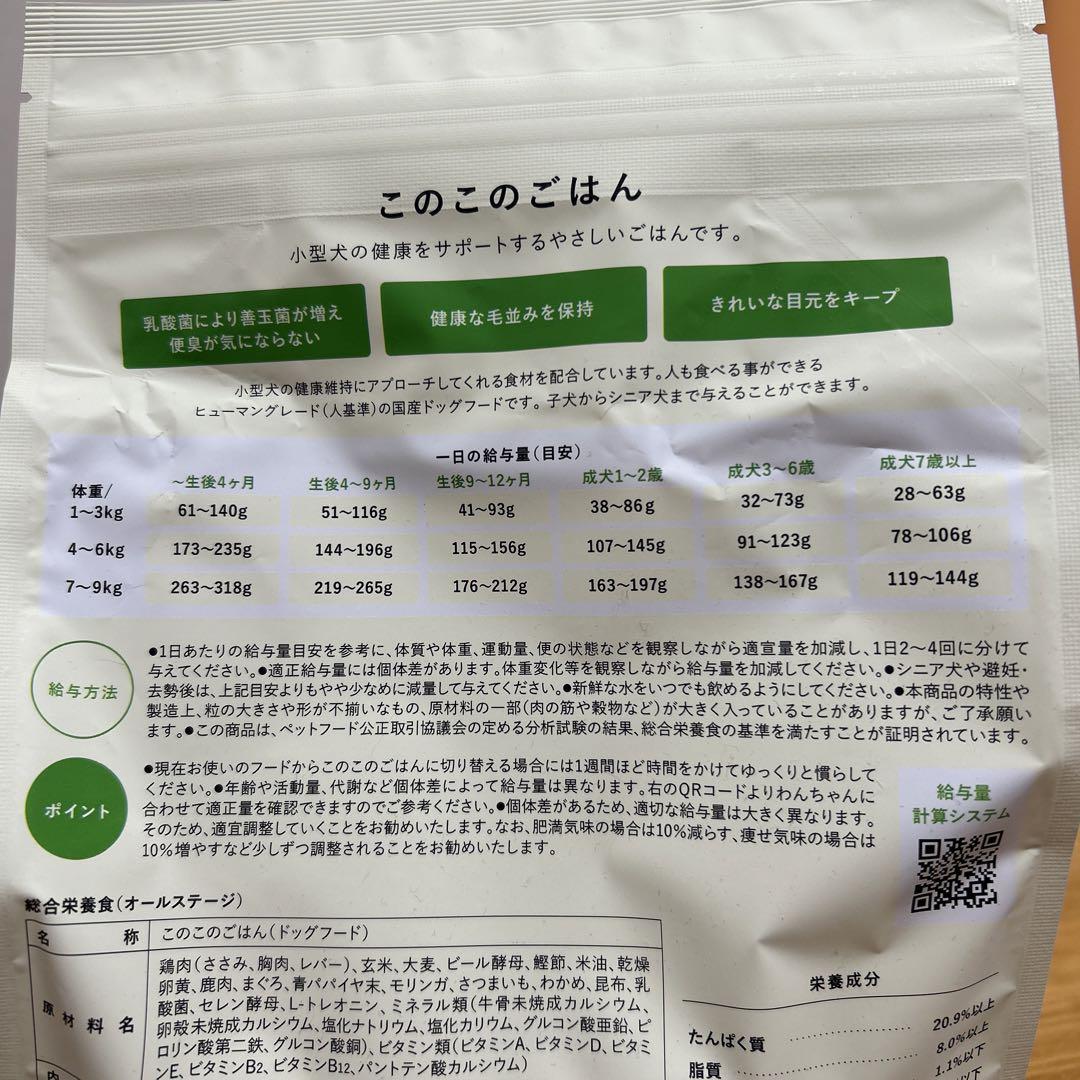 このこのごはん
小型犬の健康をサポートするやさしいごはんです。
乳酸菌により善玉菌が増え
便臭が気にならない
健康な毛並みを保持
きれいな目元をキープ
小型犬の健康維持にアプローチしてくれる食材を配合しています。人も食べる事ができる
ヒューマングレード(人基準)の国産ドッグフードです。子犬からシニア犬まで与えることができます。
一日の給与量(目安)
体重/ 〜生後4ヶ月 生後4〜9ヶ月 生後9〜12ヶ月 成犬1〜2歳 成犬3〜6歳 成犬7歳以上
1〜3kg 61〜140g 51〜116g 41〜93g 38〜86g 32〜73g 28〜63g
4〜6kg 173〜235g 144〜196g 115〜156g 107〜145g 91〜123g 78〜106g
7〜9kg 263〜318g 219〜265g 176〜212g 163〜197g 138〜167g 119〜144g
給与方法
●1日あたりの給与量目安を参考に、体質や体重、運動量、便の状態などを観察しながら適宣量を加減し、1日2〜4回に分けて
与えてください。●適正給与量には個体差があります。体重変化等を観察しながら給与量を加減してください。●シニア犬や避妊・
去勢後は、上記目安よりもやや少なめに減量して与えてください。●新鮮な水をいつでも飲めるようにしてください。●本商品の特性や
製造上、粒の大きさや形が不揃いなもの、原材料の一部(肉の筋や穀物など)が大きく入っていることがありますが、ご了承願い
ます。●この商品は、ペットフード公正取引協議会の定める分析試験の結果、総合栄養食の基準を満たすことが証明されています。
ポイント
●現在お使いのフードからこのこのごはんに切り替える場合には1週間ほど時間をかけてゆっくりと慣らして
ください。●年齢や活動量、代謝など個体差によって給与量は異なります。右のQRコードよりわんちゃんに
合わせて適正量を確認できますのでご参考ください。●個体差があるため、適切な給与量は大きく異なります。
そのため、適宜調整していくことをお勧めいたします。なお、肥満気味の場合は10%減らす、痩せ気味の場合は
10%増やすなど少しずつ調整されることをお勧めいたします。
給与量
計算システム
総合栄養食(オールステージ)
名称 このこのごはん(ドッグフード)
原材料名
鶏肉(ささみ、胸肉、レバー)、玄米、大麦、ビール酵母、鰹節、米油、乾燥
卵黄、鹿肉、まぐろ、青パパイヤ末、モリンガ、さつまいも、わかめ、昆布、乳
酸菌、セレン酵母、L-トレオニン、ミネラル類(牛骨未焼成カルシウム、
卵殻未焼成カルシウム、塩化ナトリウム、塩化カリウム、グルコン酸亜鉛、ピ
ロリン酸第二鉄、グルコン酸銅)、ビタミン類(ビタミンA、ビタミンD、ビタミ
ンE、ビタミンB2、ビタミンB12、パントテン酸カルシウム)
内
栄養成分
たんぱく質 20.9%以上
脂質 8.0%以上
1.1%以下
以下